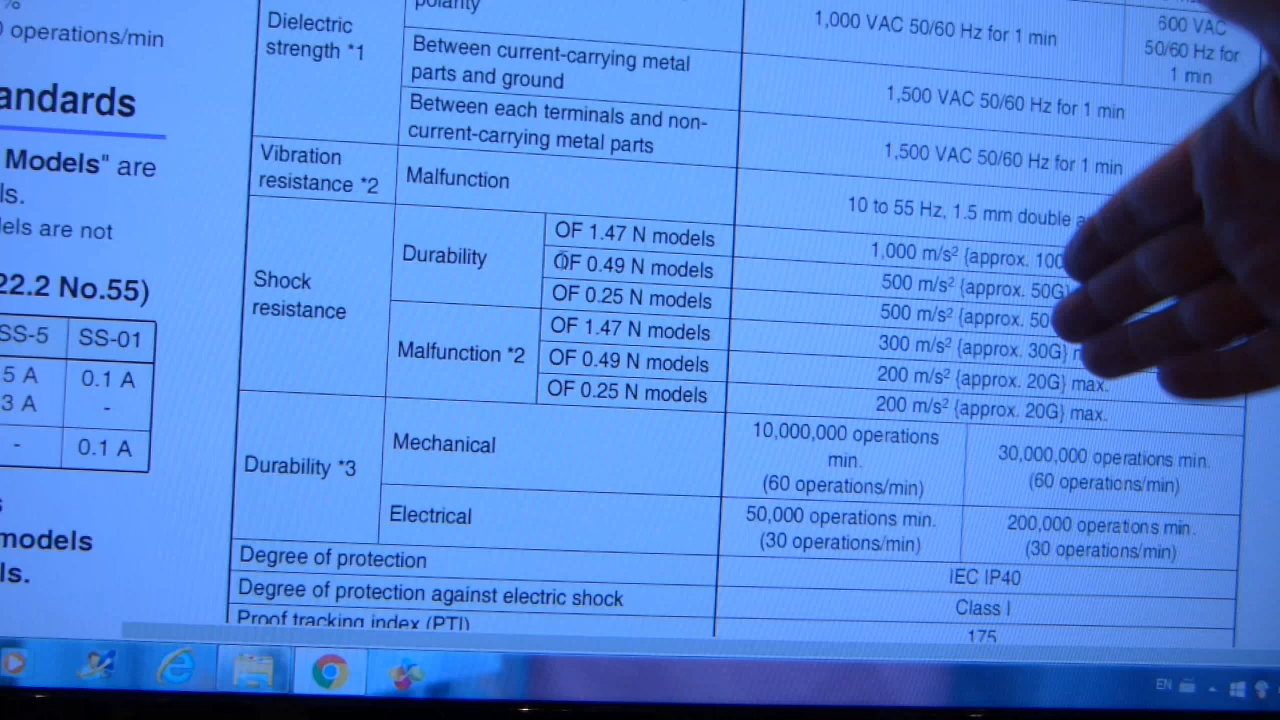 %
operations/min
andards
Models" are
ls.
els are not
22.2 No.55)
SS-5 SS-01
5 A 0.1 A
3 A -
- 0.1 A
models
ls.
Dielectric
strength *1
polarity
1,000 VAC 50/60 Hz for 1 min
600 VAC
50/60 Hz for
1 min
Between current-carrying metal
parts and ground
1,500 VAC 50/60 Hz for 1 min
Between each terminals and non-
current-carrying metal parts
1,500 VAC 50/60 Hz for 1 min
Vibration
resistance *2
Malfunction
10 to 55 Hz, 1.5 mm double
Shock
resistance
Durability
OF 1.47 N models
1,000 m/s² {approx. 100
OF 0.49 N models
500 m/s² {approx. 50G}
OF 0.25 N models
500 m/s² {approx. 50
Malfunction *2
OF 1.47 N models
300 m/s² {approx. 30G}
OF 0.49 N models
200 m/s² {approx. 20G} max.
OF 0.25 N models
200 m/s² {approx. 20G} max.
Durability *3
Mechanical
10,000,000 operations
min.
(60 operations/min)
30,000,000 operations min.
(60 operations/min)
Electrical
50,000 operations min.
(30 operations/min)
200,000 operations min.
(30 operations/min)
Degree of protection
IEC IP40
Degree of protection against electric shock
Class I
Proof tracking index (PTI)
175
EN